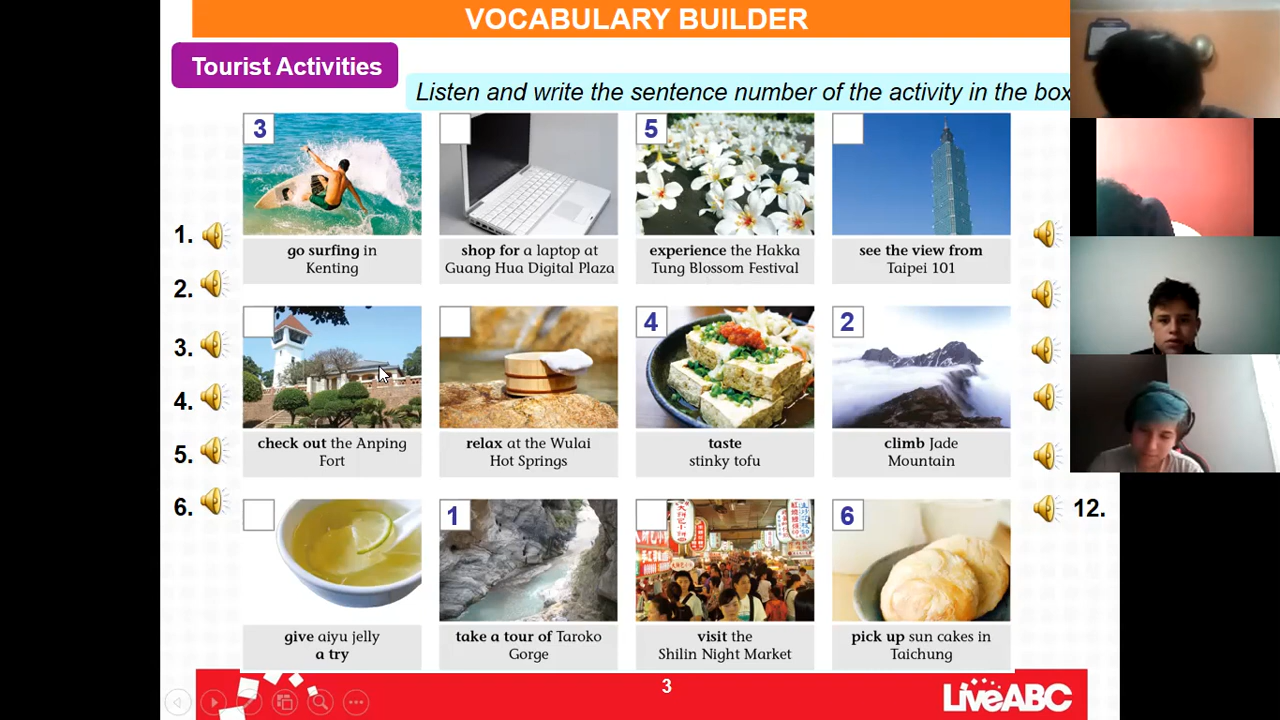 VOCABULARY BUILDER
Tourist Activities
Listen and write the sentence number of the activity in the box
3
5
go surfing in
Kenting
shop for a laptop at
Guang Hua Digital Plaza
experience the Hakka
Tung Blossom Festival
see the view from
Taipei 101
1.
2.
3.
4.
5.
6.
4
2
check out the Anping
Fort
relax at the Wulai
Hot Springs
taste
stinky tofu
climb Jade
Mountain
1
6
12.
give aiyu jelly
a try
take a tour of Taroko
Gorge
visit the
Shilin Night Market
pick up sun cakes in
Taichung
3
LiveABC